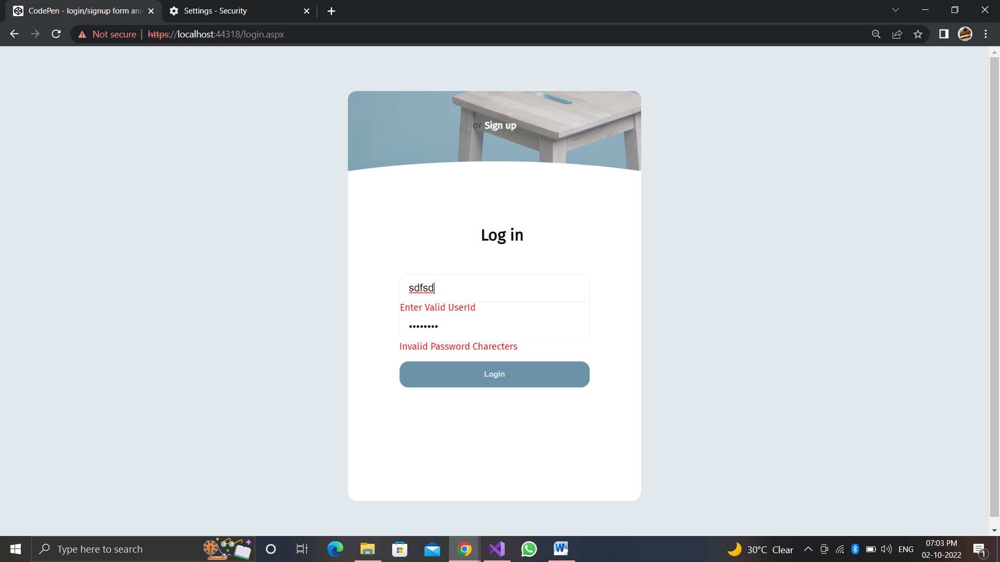 CodePen - login/signup form ani
Settings - Security
Not secure
https://localhost:44318/login.aspx
or Sign up
Log in
sdfsd
Enter Valid UserId
••••••••
Invalid Password Charecters
Login
Type here to search
30°C Clear
ENG
07:03 PM
02-10-2022
1